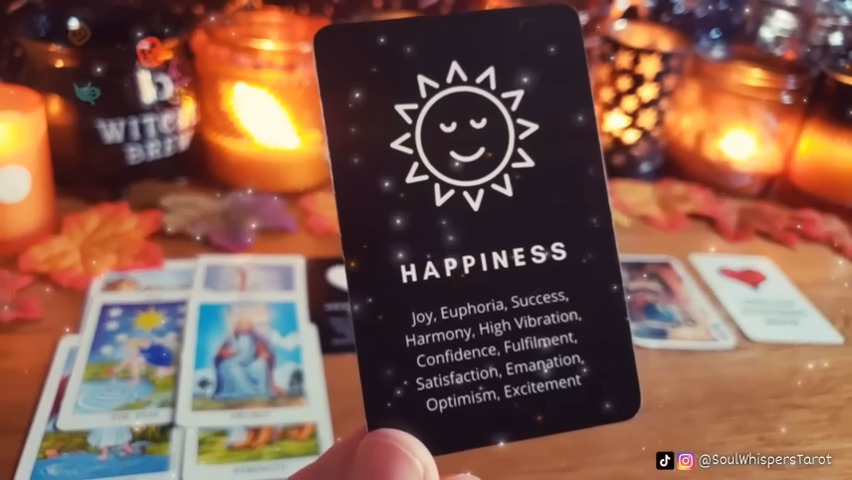 WITCH
BREW
HAPPINESS
Joy, Euphoria, Success,
Harmony, High Vibration,
Confidence, Fulfilment,
Satisfaction, Emanation,
Optimism, Excitement
@SoulWhispersTarot